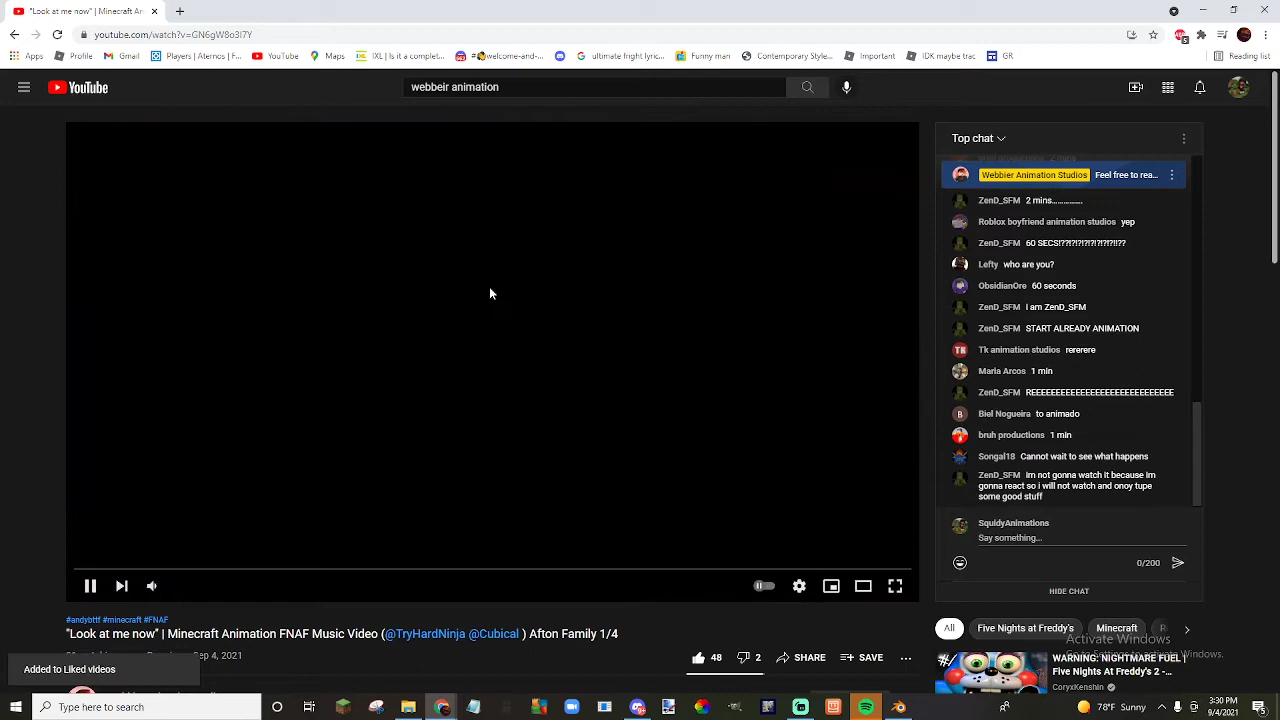 "Look at me now" | Minecraft An
youtube.com/watch?v=GN6gW8o3I7Y
Apps Profile Gmail Players | Aternos | F... YouTube Maps IXL | Is it a complet... #👋welcome-and-... ultimate fright lyric... Funny man Contemporary Style... Important IDK maybe tac GR Reading list
YouTube
webbeir animation
Top chat
Webbier Animation Studios Feel free to rea...
ZenD_SFM 2 mins..............
Roblox boyfriend animation studios yep
ZenD_SFM 60 SECS!??!?!?!?!?!?!!??
Lefty who are you?
ObsidianOre 60 seconds
ZenD_SFM I am ZenD_SFM
ZenD_SFM START ALREADY ANIMATION
TK
Tk animation studios rererere
Maria Arcos 1 min
ZenD_SFM REEEEEEEEEEEEEEEEEEEEEEEEEEE
B
Biel Nogueira to animado
bruh productions 1 min
Songal18 Cannot wait to see what happens
ZenD_SFM Im not gonna watch it because Im
gonna react so i will not watch and onoy tupe
some good stuff
SquidyAnimations
Say something...
0/200
HIDE CHAT
#andybttf #minecraft #FNAF
"Look at me now" | Minecraft Animation FNAF Music Video (@TryHardNinja @Cubical ) Afton Family 1/4
Sep 4, 2021
48 2 SHARE SAVE
Added to Liked videos
All Five Nights at Freddy's Minecraft
Activate Windows
Go to Settings to activate Windows.
WARNING: NIGHTMARE FUEL |
Five Nights At Freddy's 2 -...
CoryxKenshin
Type here to search
78°F Sunny
3:30 PM
9/4/2021